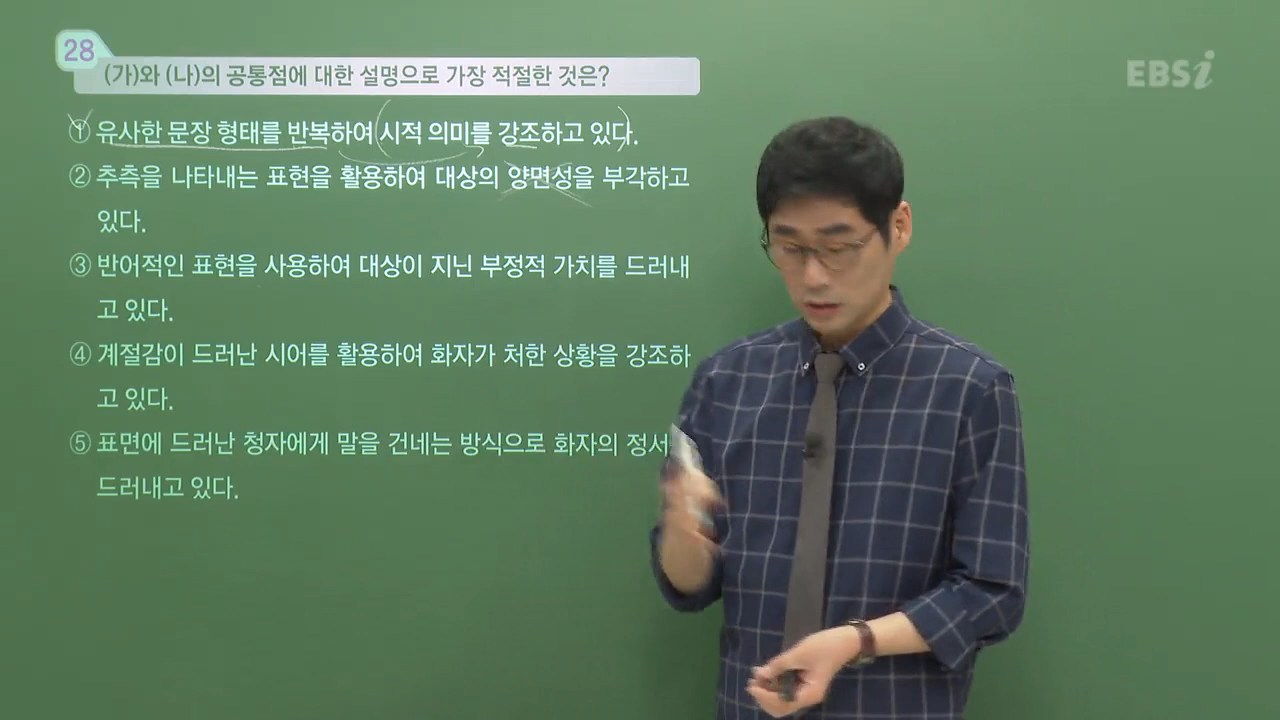 28
(가)와 (나)의 공통점에 대한 설명으로 가장 적절한 것은?
EBSi
① 유사한 문장 형태를 반복하여 시적 의미를 강조하고 있다.
② 추측을 나타내는 표현을 활용하여 대상의 양면성을 부각하고
있다.
③ 반어적인 표현을 사용하여 대상이 지닌 부정적 가치를 드러내
고 있다.
④ 계절감이 드러난 시어를 활용하여 화자가 처한 상황을 강조하
고 있다.
⑤ 표면에 드러난 청자에게 말을 건네는 방식으로 화자의 정서
드러내고 있다.